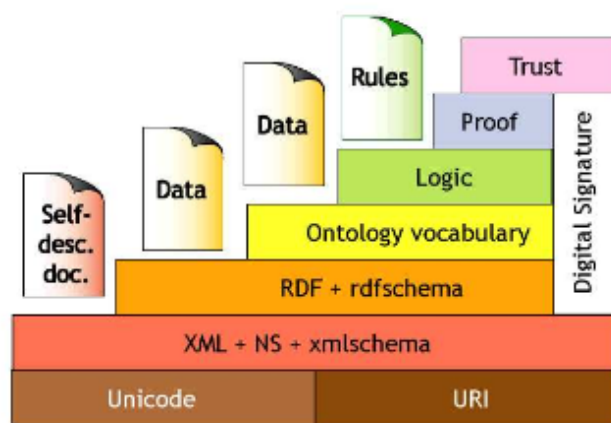 Rules
Trust
Data
Proof
Data
Logic
Self-
desc.
doc.
Ontology vocabulary
Digital Signature
RDF + rdfschema
XML + NS + xmlschema
Unicode
URI